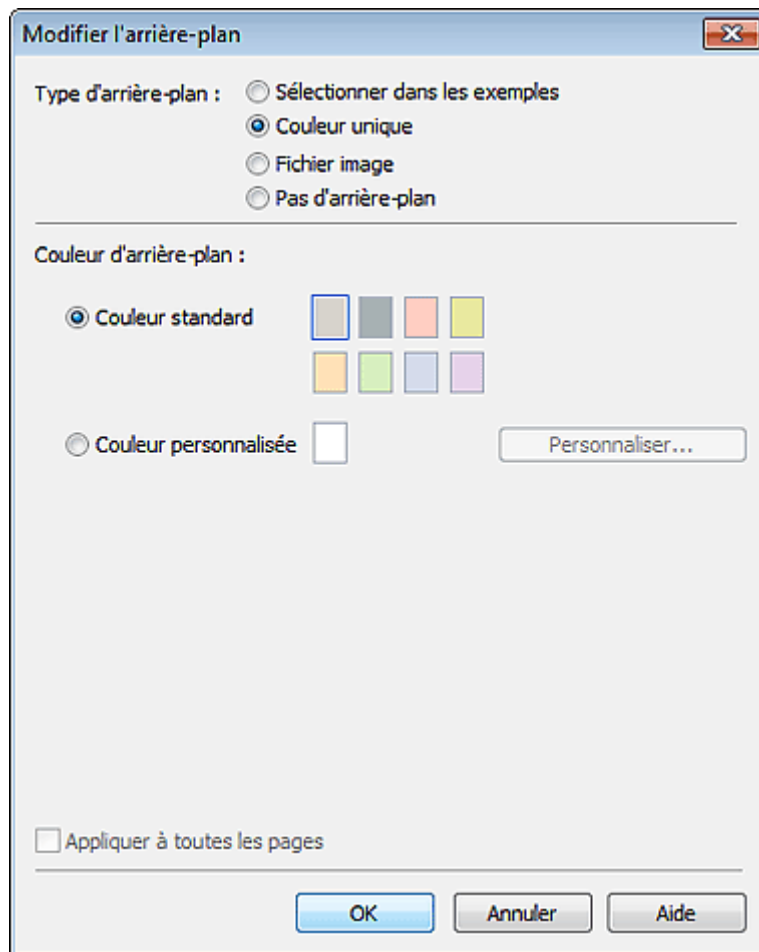 Modifier l'arrière-plan
Type d'arrière-plan :
Sélectionner dans les exemples
Couleur unique
Fichier image
Pas d'arrière-plan
Couleur d'arrière-plan :
Couleur standard
Couleur personnalisée
Personnaliser...
Appliquer à toutes les pages
OK
Annuler
Aide